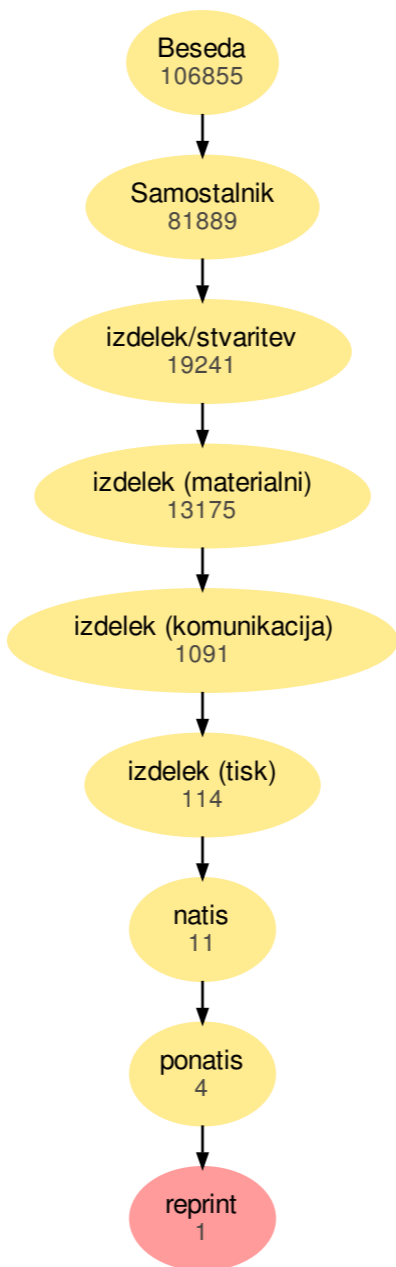 Beseda
106855
Samostalnik
81889
izdelek/stvaritev
19241
izdelek (materialni)
13175
izdelek (komunikacija)
1091
izdelek (tisk)
114
natis
11
ponatis
4
reprint
1